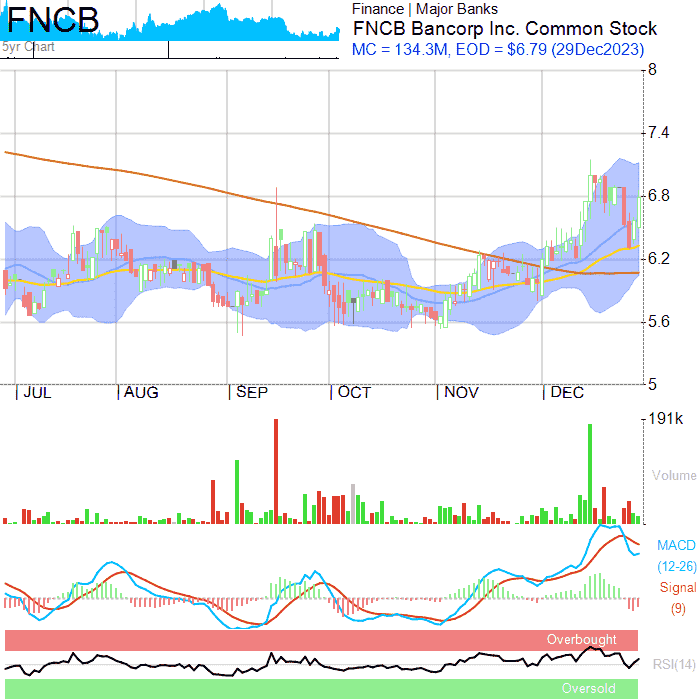 FNCB
5yr Chart
Finance | Major Banks
FNCB Bancorp Inc. Common Stock
MC = 134.3M, EOD = $6.79 (29Dec2023)
8
7.4
6.8
6.2
5.6
5
JUL AUG SEP OCT NOV DEC
191k
Volume
MACD
(12-26)
Signal
(9)
Overbought
RSI(14)
Oversold